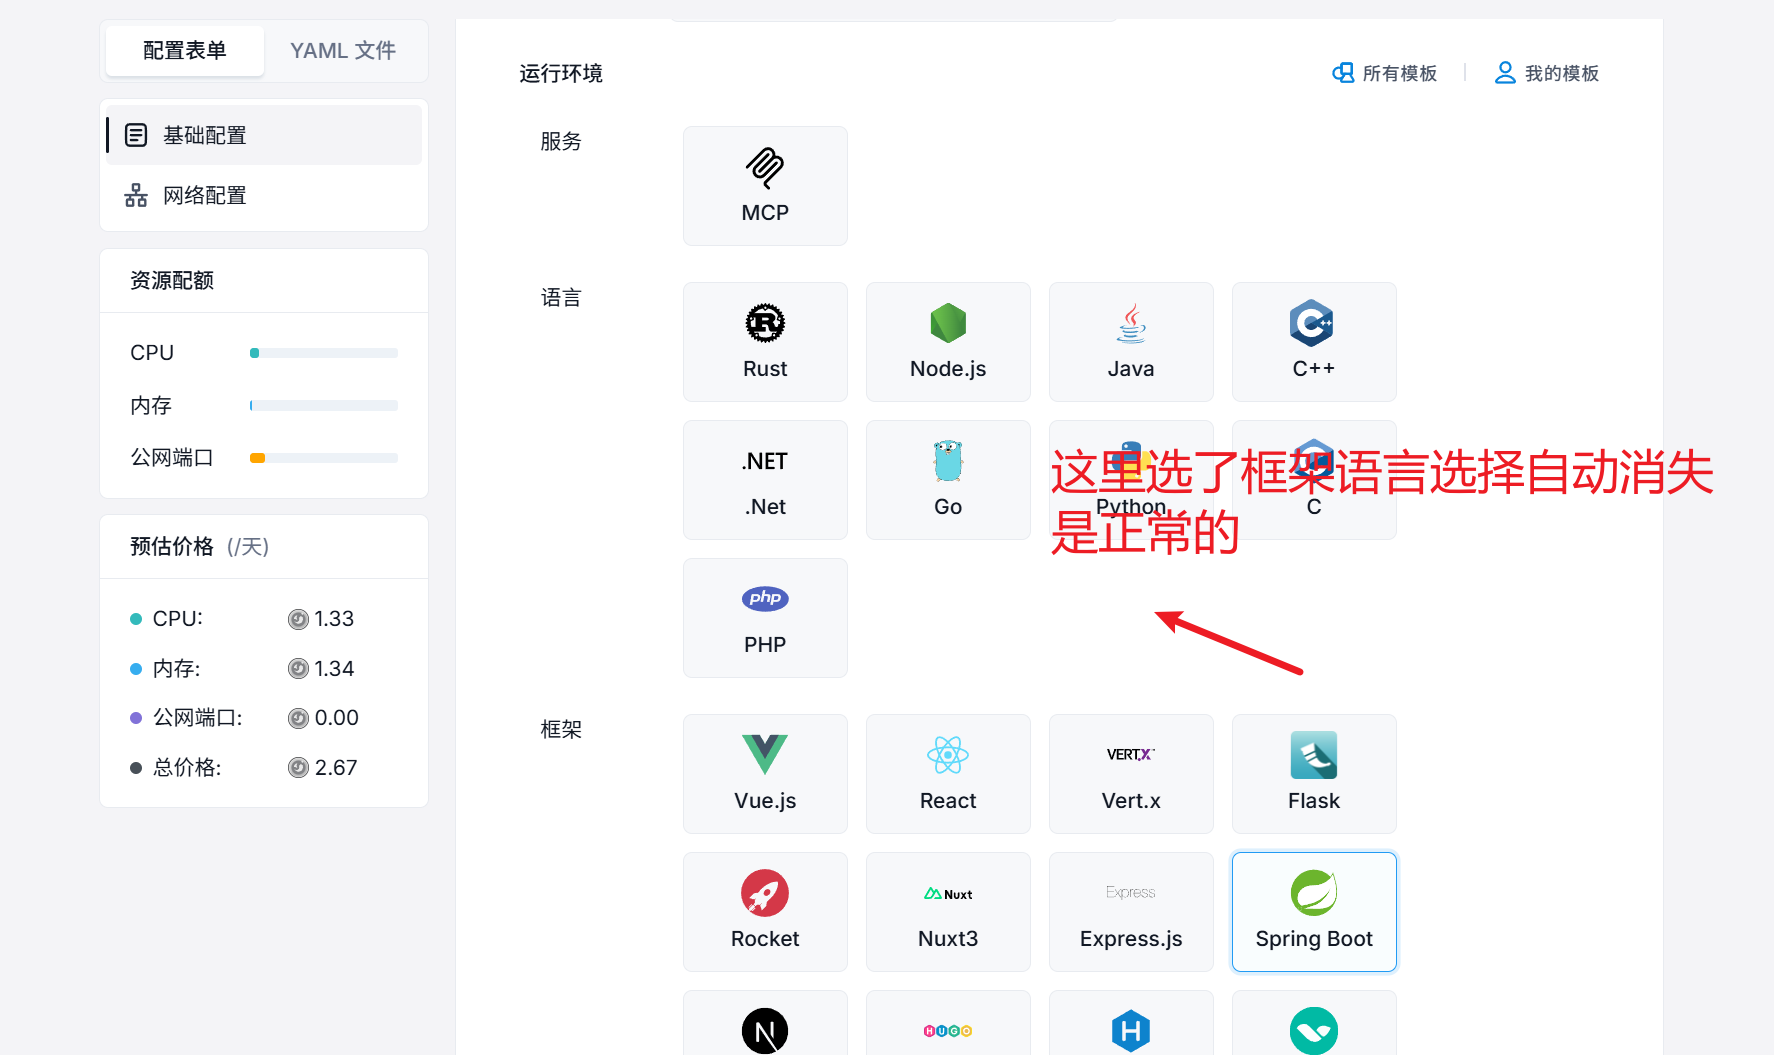 配置表单
YAML 文件
基础配置
网络配置
资源配额
CPU
内存
公网端口
预估价格 (/天)
CPU: 1.33
内存: 1.34
公网端口: 0.00
总价格: 2.67
运行环境
所有模板
我的模板
服务
MCP
语言
Rust
Node.js
Java
C++
.NET
.Net
Go
Python
C
这里选了框架语言选择自动消失
是正常的
php
PHP
框架
Vue.js
React
VERT.X
Vert.x
Flask
Rocket
Nuxt
Nuxt3
Express
Express.js
Spring Boot
N
HUGO
H